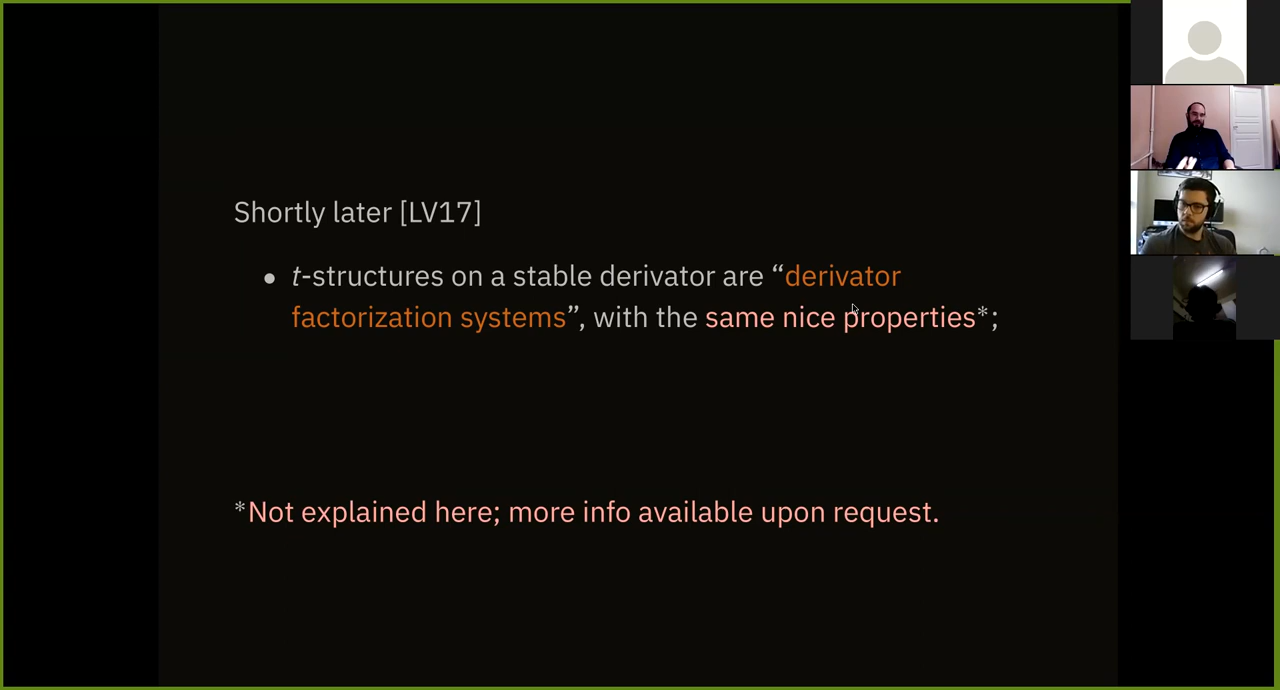 Shortly later [LV17]
• t-structures on a stable derivator are “derivator
factorization systems”, with the same nice properties*;
*Not explained here; more info available upon request.